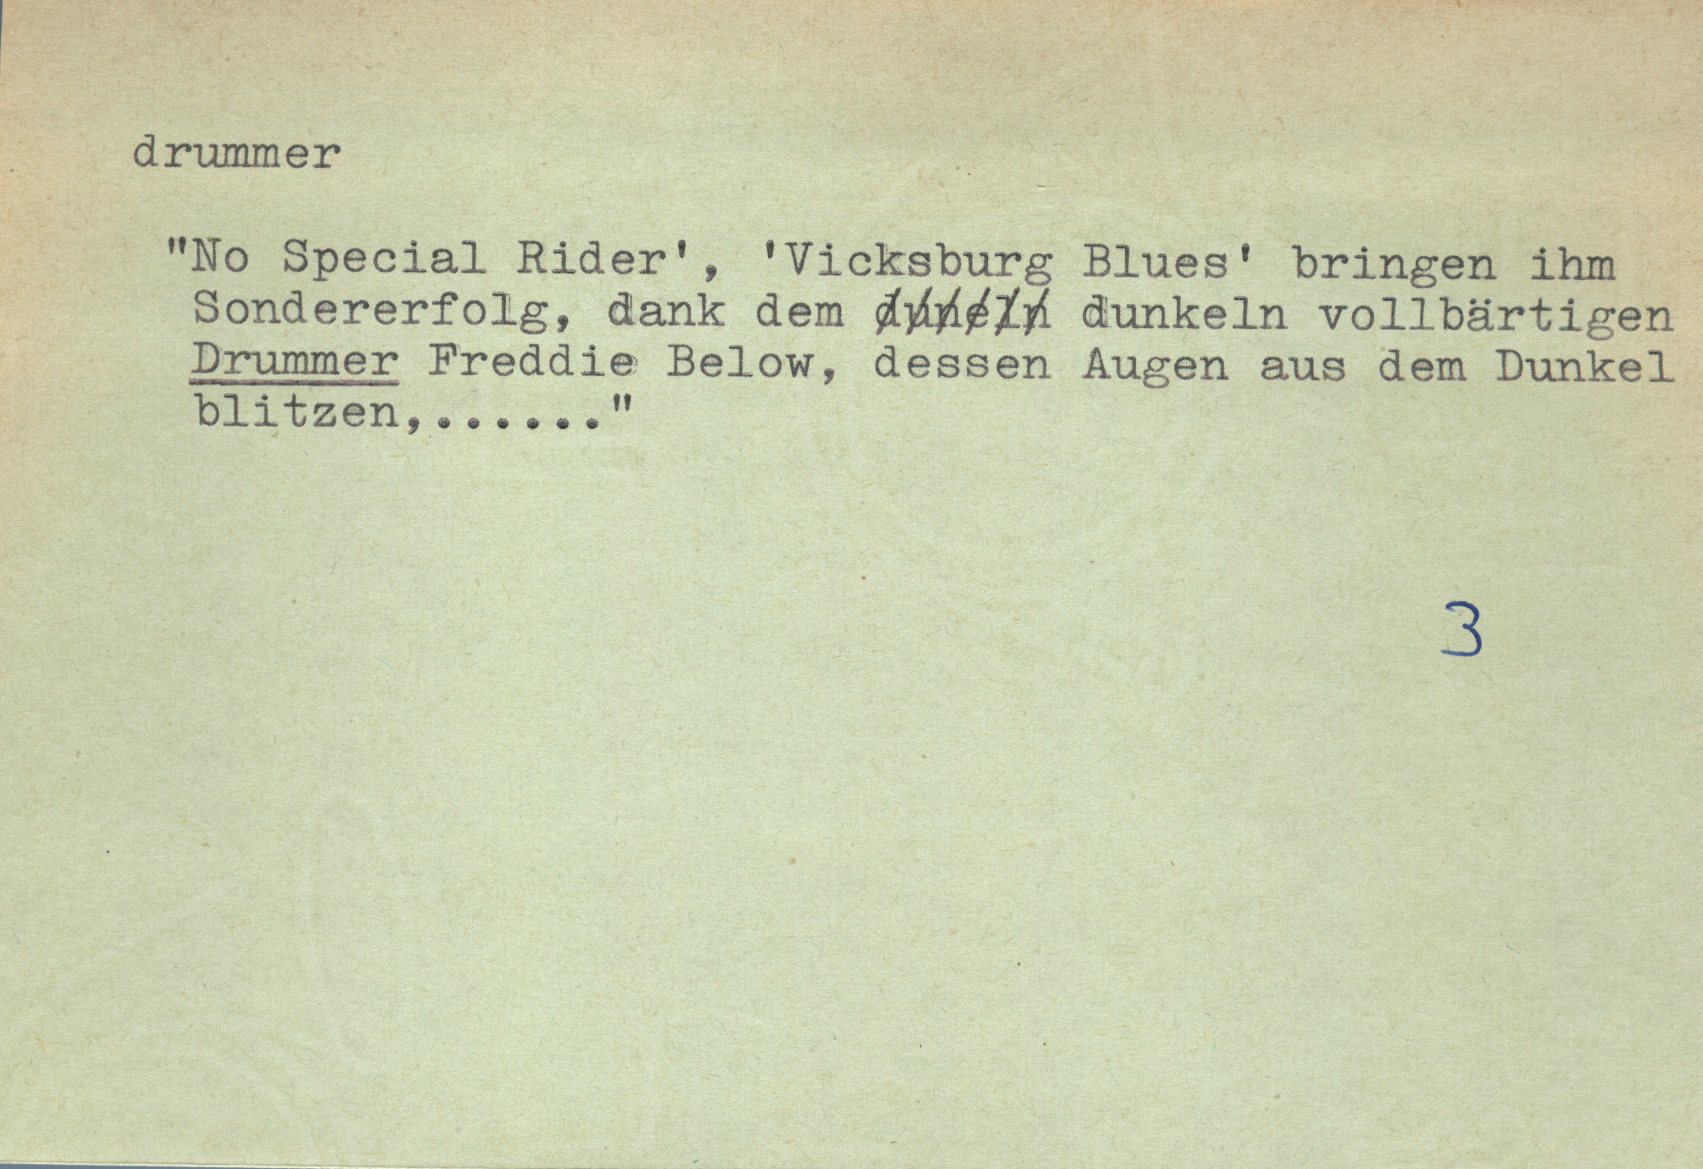 drummer
"No Special Rider', 'Vicksburg Blues' bringen ihm
Sondererfolg, dank dem duneln dunkeln vollbärtigen
Drummer Freddie Below, dessen Augen aus dem Dunkel
blitzen,......"
3